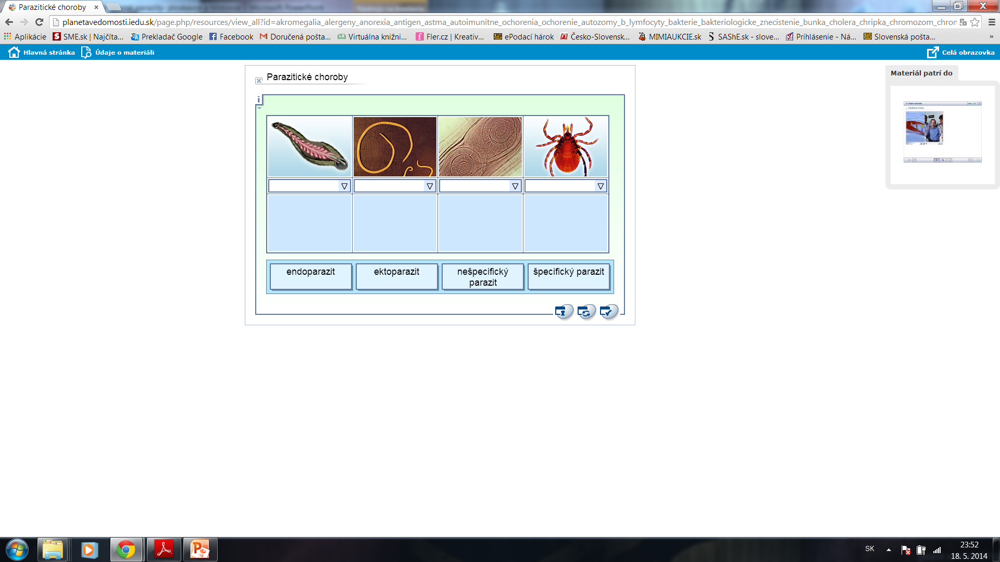 Parazitické choroby
planetavedomosti.iedu.sk/page.php/resources/view_all?id=akromegalia_alergeny_anorexia_antigen_astma_autoimunitne_ochorenia_ochorenie_autozomy_b_lymfocyty_bakterie_bakteriologicke_znecistenie_bunka_cholera_chripka_chromozom_chron
Aplikácie
SME.sk | Najčíta...
Prekladač Google
Facebook
Doručená pošta...
Virtuálna knižni...
Fler.cz | Kreativ...
ePodací hárok
Česko-Slovensk...
MIMIAUKCIE.sk
SAShE.sk - slove...
Prihlásenie - Ná...
Slovenská pošta...
»
Hlavná stránka
Údaje o materiáli
Celá obrazovka
Parazitické choroby
Materiál patrí do
i
endoparazit
ektoparazit
nešpecifický
parazit
špecifický parazit
SK
23:52
18. 5. 2014